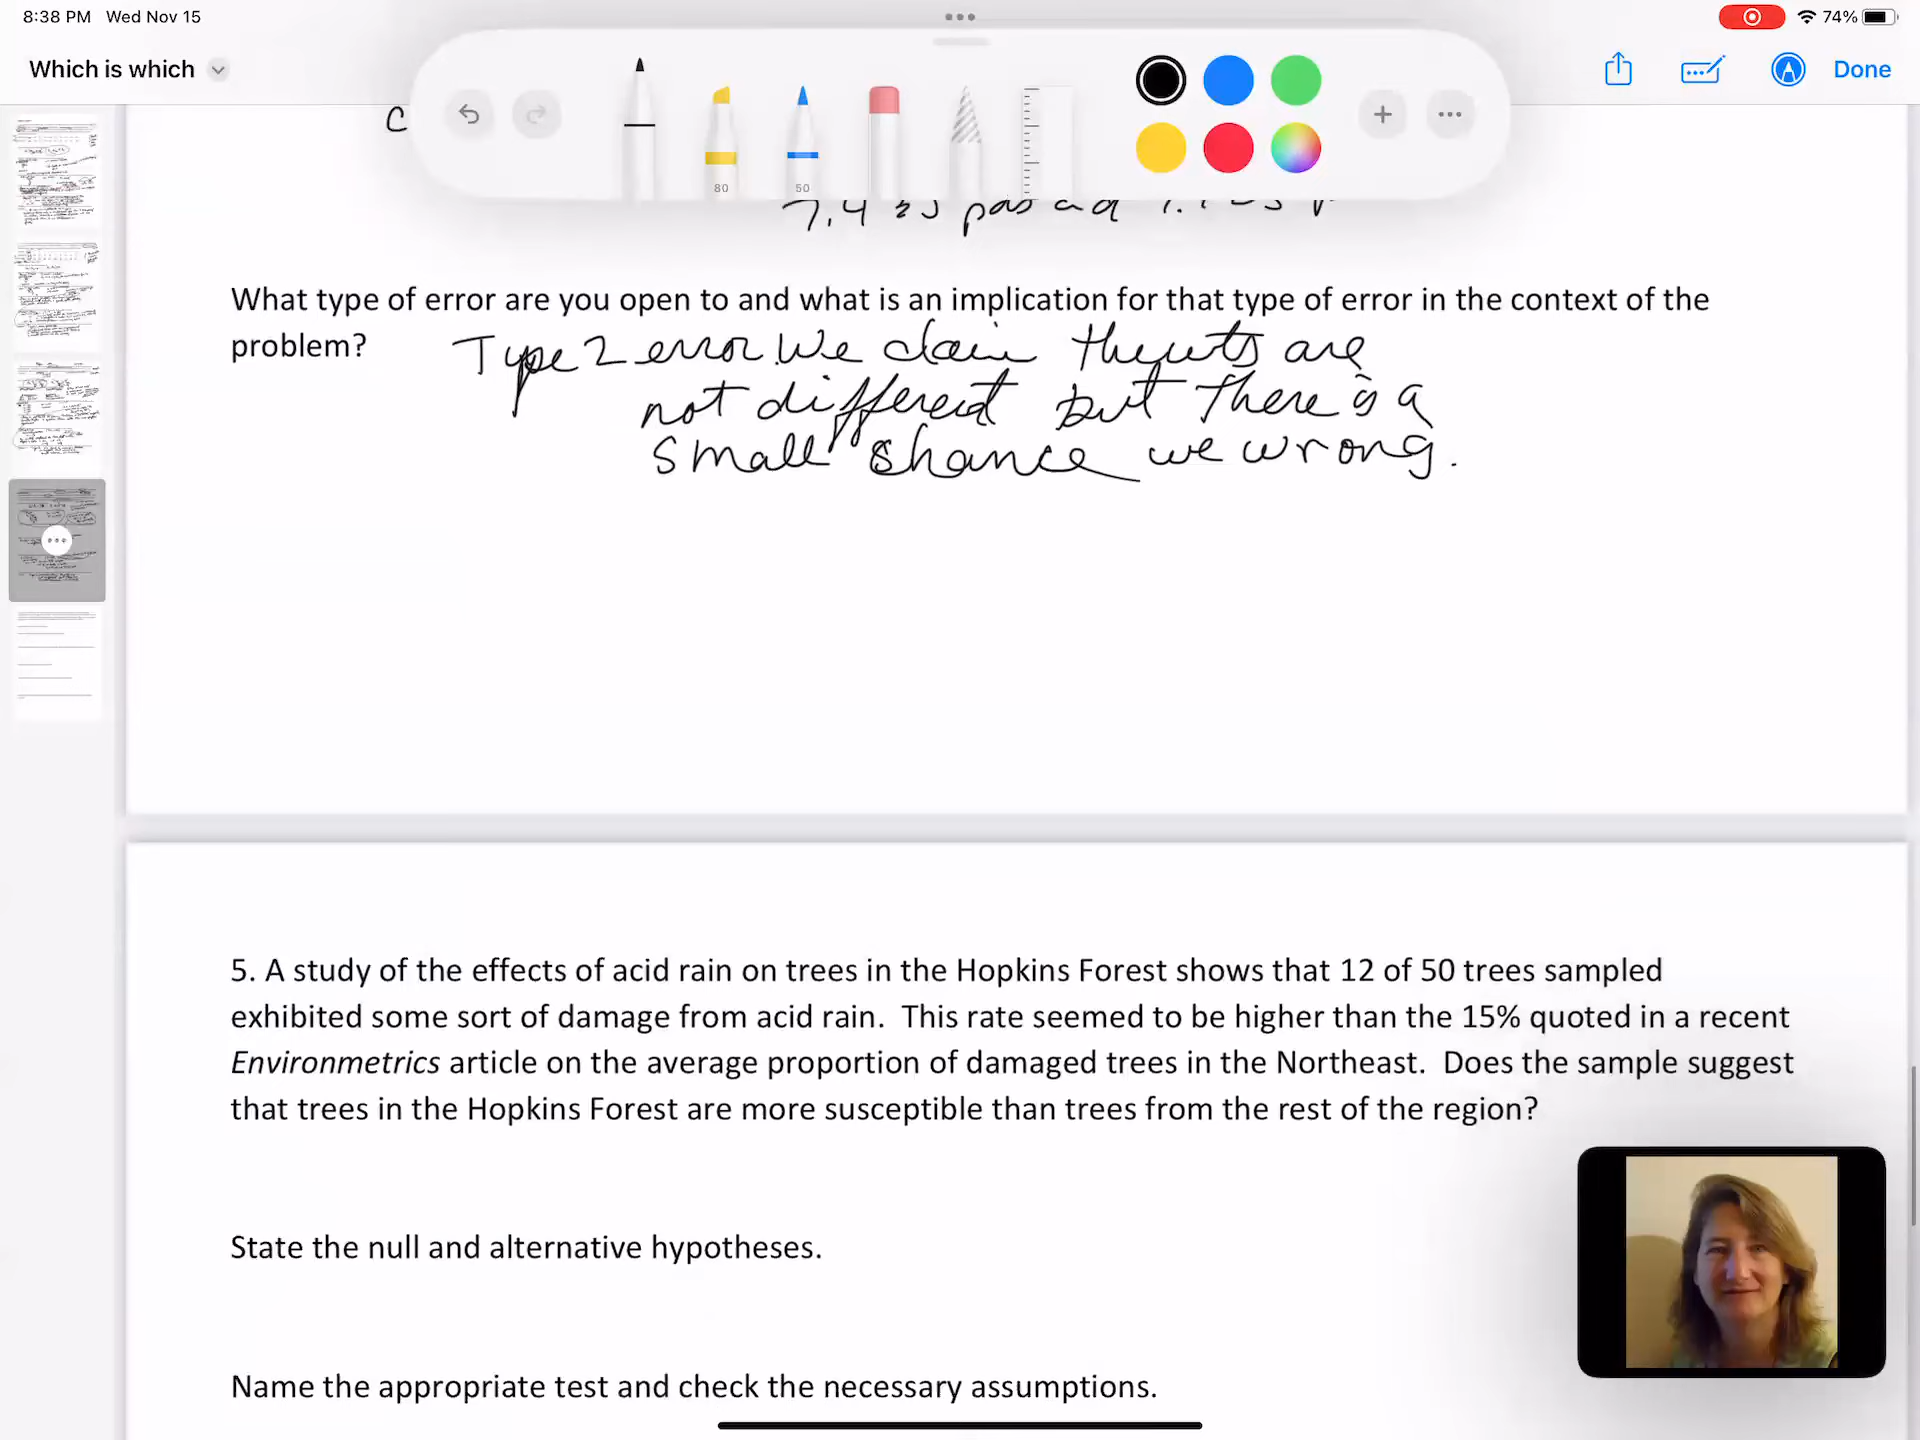 8:38 PM Wed Nov 15
74%
Which is which
Done
80
50
C
7.4
What type of error are you open to and what is an implication for that type of error in the context of the
problem?
Type 2 error. We claim the wts are
not different but there is a
small chance we wrong.
5. A study of the effects of acid rain on trees in the Hopkins Forest shows that 12 of 50 trees sampled
exhibited some sort of damage from acid rain. This rate seemed to be higher than the 15% quoted in a recent
Environmetrics article on the average proportion of damaged trees in the Northeast. Does the sample suggest
that trees in the Hopkins Forest are more susceptible than trees from the rest of the region?
State the null and alternative hypotheses.
Name the appropriate test and check the necessary assumptions.